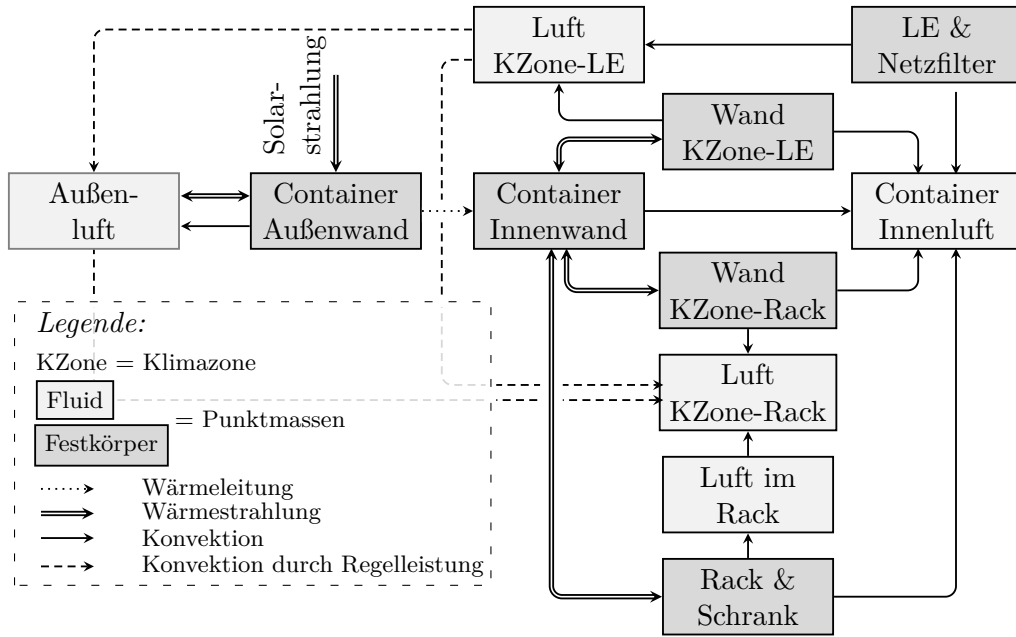 Luft
KZone-LE
LE &
Netzfilter
Solar-
strahlung
Wand
KZone-LE
Außen-
luft
Container
Außenwand
Container
Innenwand
Container
Innenluft
Wand
KZone-Rack
Luft
KZone-Rack
Luft im
Rack
Rack &
Schrank
Legende:
KZone = Klimazone
Fluid
Festkörper
= Punktmassen
Wärmeleitung
Wärmestrahlung
Konvektion
Konvektion durch Regelleistung